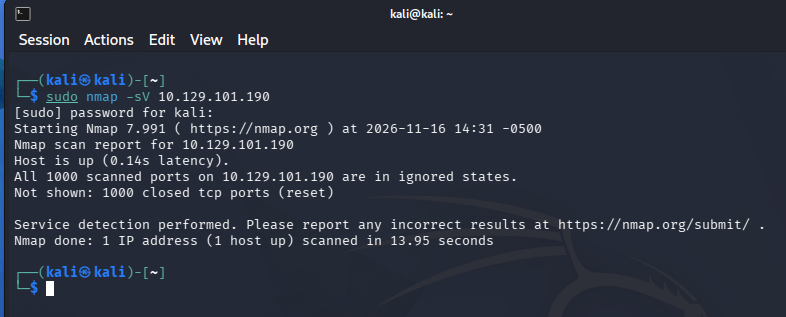 kali@kali: ~
Session Actions Edit View Help
┌──(kali㉿kali)-[~]
└─$ sudo nmap -sV 10.129.101.190
[sudo] password for kali:
Starting Nmap 7.991 ( https://nmap.org ) at 2026-11-16 14:31 -0500
Nmap scan report for 10.129.101.190
Host is up (0.14s latency).
All 1000 scanned ports on 10.129.101.190 are in ignored states.
Not shown: 1000 closed tcp ports (reset)
Service detection performed. Please report any incorrect results at https://nmap.org/submit/ .
Nmap done: 1 IP address (1 host up) scanned in 13.95 seconds
┌──(kali㉿kali)-[~]
└─$